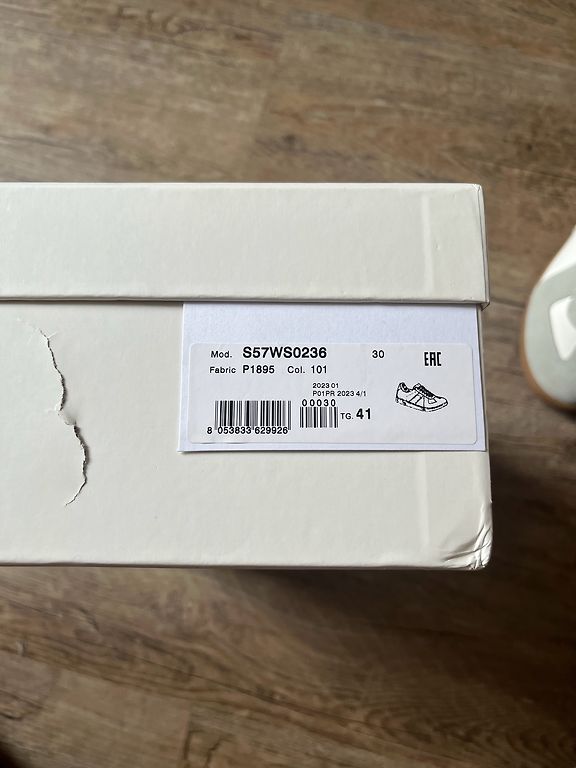 Mod. S57WS0236 30 EAC
Fabric P1895 Col. 101
2023 01
P01PR 2023 4/1
00030
TG. 41
8 053833 629926